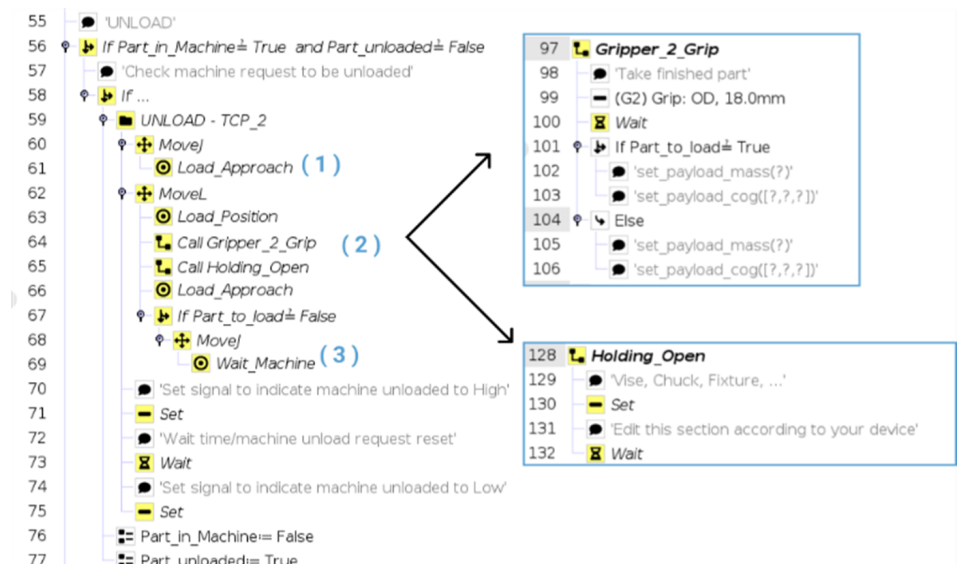 55 'UNLOAD'
56 If Part_in_Machine≟ True and Part_unloaded≟ False
57 'Check machine request to be unloaded'
58 If ...
59 UNLOAD - TCP_2
60 MoveJ
61 Load_Approach (1)
62 MoveL
63 Load_Position
64 Call Gripper_2_Grip (2)
65 Call Holding_Open
66 Load_Approach
67 If Part_to_load≟ False
68 MoveJ
69 Wait_Machine (3)
70 'Set signal to indicate machine unloaded to High'
71 Set
72 'Wait time/machine unload request reset'
73 Wait
74 'Set signal to indicate machine unloaded to Low'
75 Set
76 Part_in_Machine≔ False
77 Part_unloaded≔ True
97 Gripper_2_Grip
98 'Take finished part'
99 (G2) Grip: OD, 18.0mm
100 Wait
101 If Part_to_load≟ True
102 'set_payload_mass(?)'
103 'set_payload_cog([?,?,?])'
104 Else
105 'set_payload_mass(?)'
106 'set_payload_cog([?,?,?])'
128 Holding_Open
129 'Vise, Chuck, Fixture, ...'
130 Set
131 'Edit this section according to your device'
132 Wait